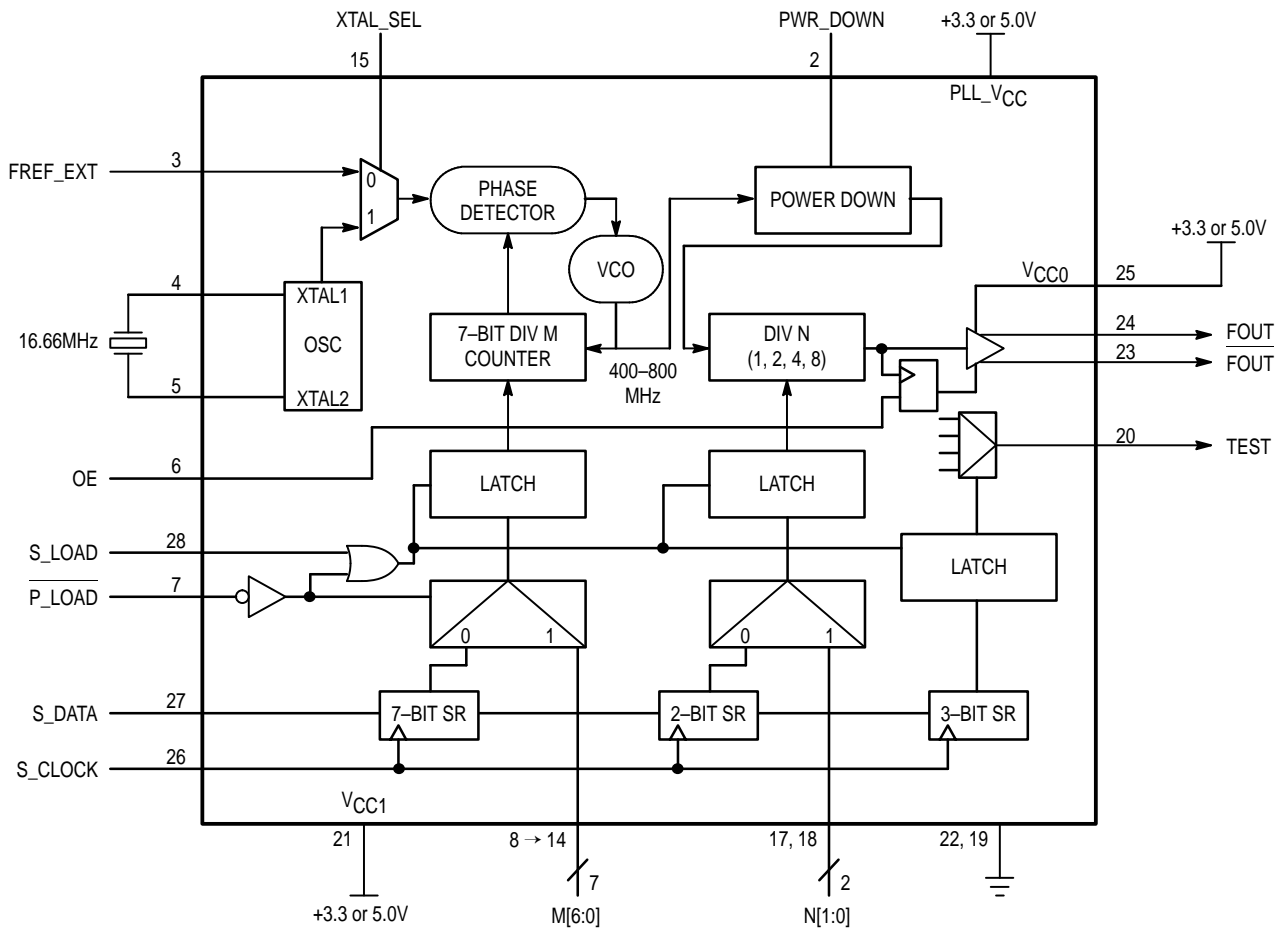 XTAL_SEL
PWR_DOWN
+3.3 or 5.0V
15
2
PLL_VCC
FREF_EXT
3
0
1
PHASE
DETECTOR
POWER DOWN
VCO
+3.3 or 5.0V
VCC0
25
4
XTAL1
16.66MHz
OSC
5
XTAL2
7–BIT DIV M
COUNTER
400–800
MHz
DIV N
(1, 2, 4, 8)
24
FOUT
23
FOUT
20
TEST
OE
6
LATCH
LATCH
S_LOAD
28
P_LOAD
7
LATCH
0
1
0
1
S_DATA
27
7–BIT SR
2–BIT SR
3–BIT SR
S_CLOCK
26
VCC1
21
8 → 14
17, 18
22, 19
7
2
+3.3 or 5.0V
M[6:0]
N[1:0]